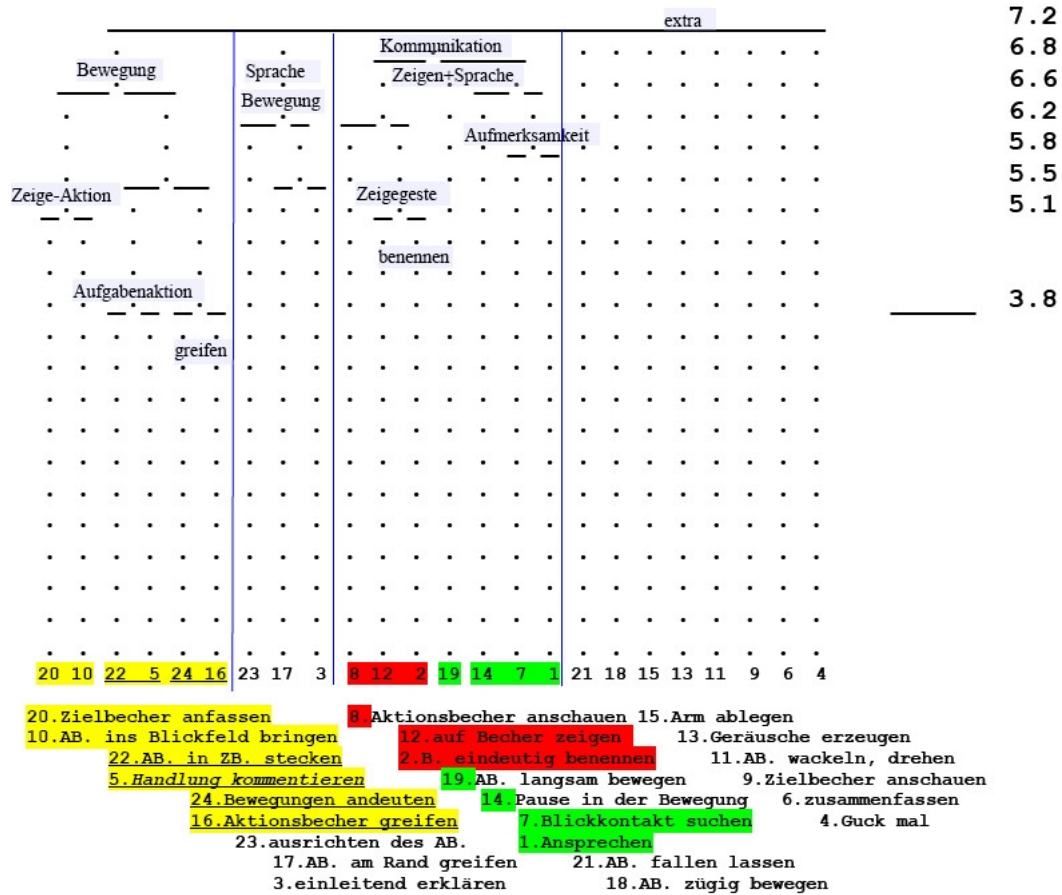 extra 7.2
Kommunikation 6.8
Bewegung Sprache Zeigen+Sprache 6.6
Bewegung 6.2
Aufmerksamkeit 5.8
5.5
Zeige-Aktion Zeigegeste 5.1
benennen
Aufgabenaktion 3.8
greifen
20 10 22 5 24 16 23 17 3 8 12 2 19 14 7 1 21 18 15 13 11 9 6 4
20.Zielbecher anfassen 8.Aktionsbecher anschauen 15.Arm ablegen
10.AB. ins Blickfeld bringen 12.auf Becher zeigen 13.Geräusche erzeugen
22.AB. in ZB. stecken 2.B. eindeutig benennen 11.AB. wackeln, drehen
5.Handlung kommentieren 19.AB. langsam bewegen 9.Zielbecher anschauen
24.Bewegungen andeuten 14.Pause in der Bewegung 6.zusammenfassen
16.Aktionsbecher greifen 7.Blickkontakt suchen 4.Guck mal
23.ausrichten des AB. 1.Ansprechen
17.AB. am Rand greifen 21.AB. fallen lassen
3.einleitend erklären 18.AB. zügig bewegen